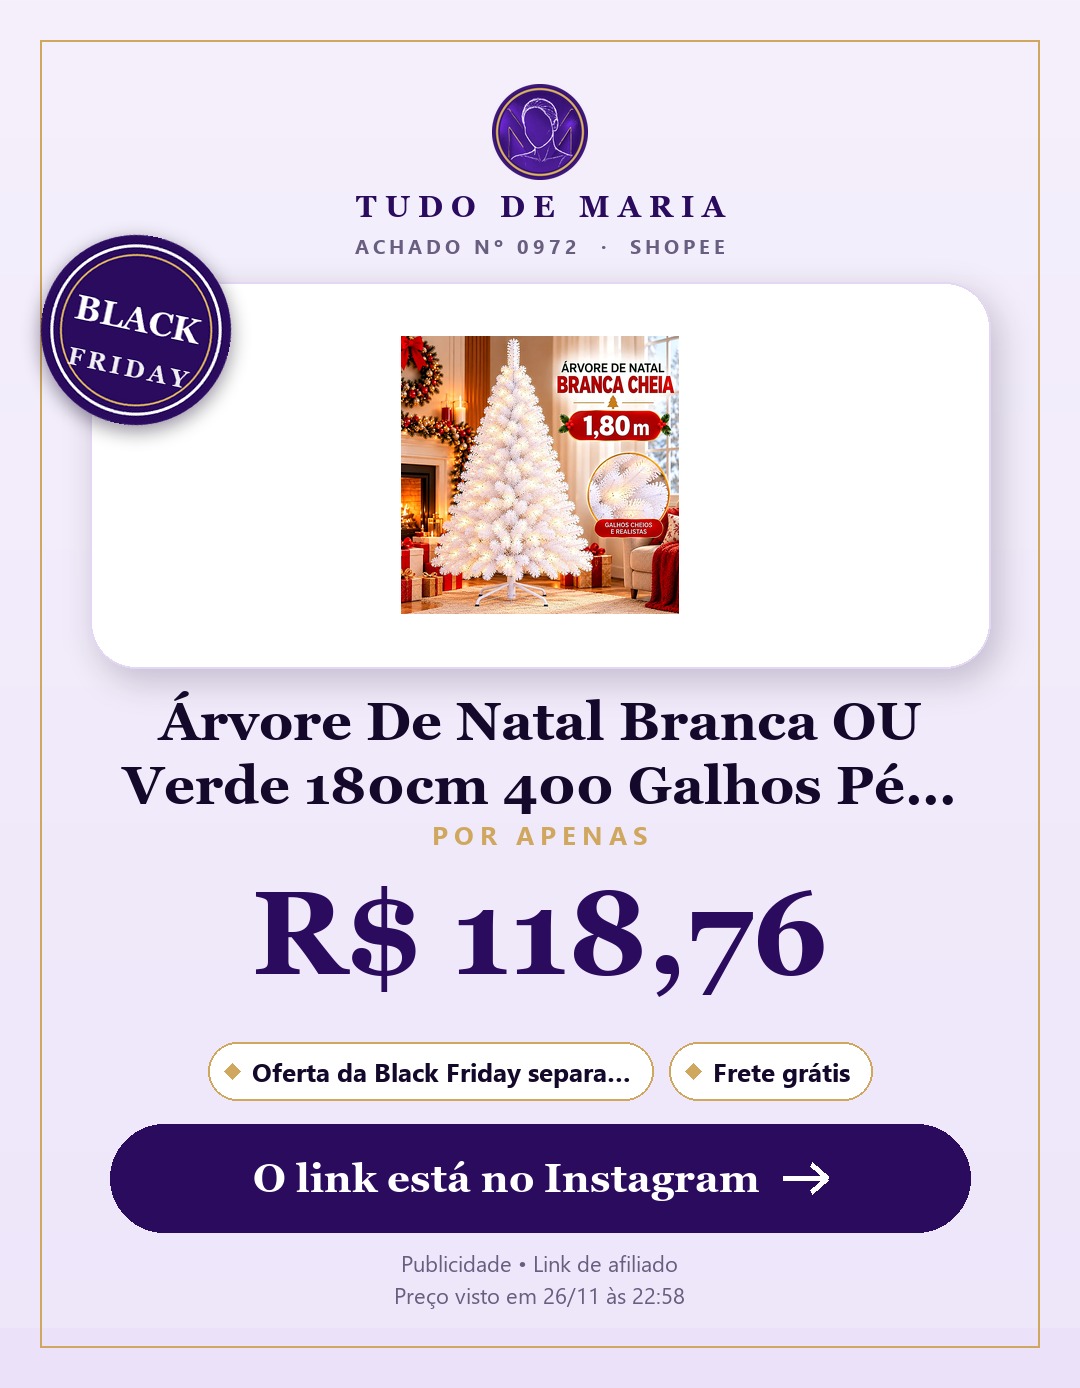 TUDO DE MARIA
ACHADO Nº 0972 · SHOPEE
BLACK
FRIDAY
ÁRVORE DE NATAL
BRANCA CHEIA
1,80m
GALHOS CHEIOS
E REALISTAS
Árvore De Natal Branca OU
Verde 180cm 400 Galhos Pé...
POR APENAS
R$ 118,76
Oferta da Black Friday separa...
Frete grátis
O link está no Instagram →
Publicidade • Link de afiliado
Preço visto em 26/11 às 22:58